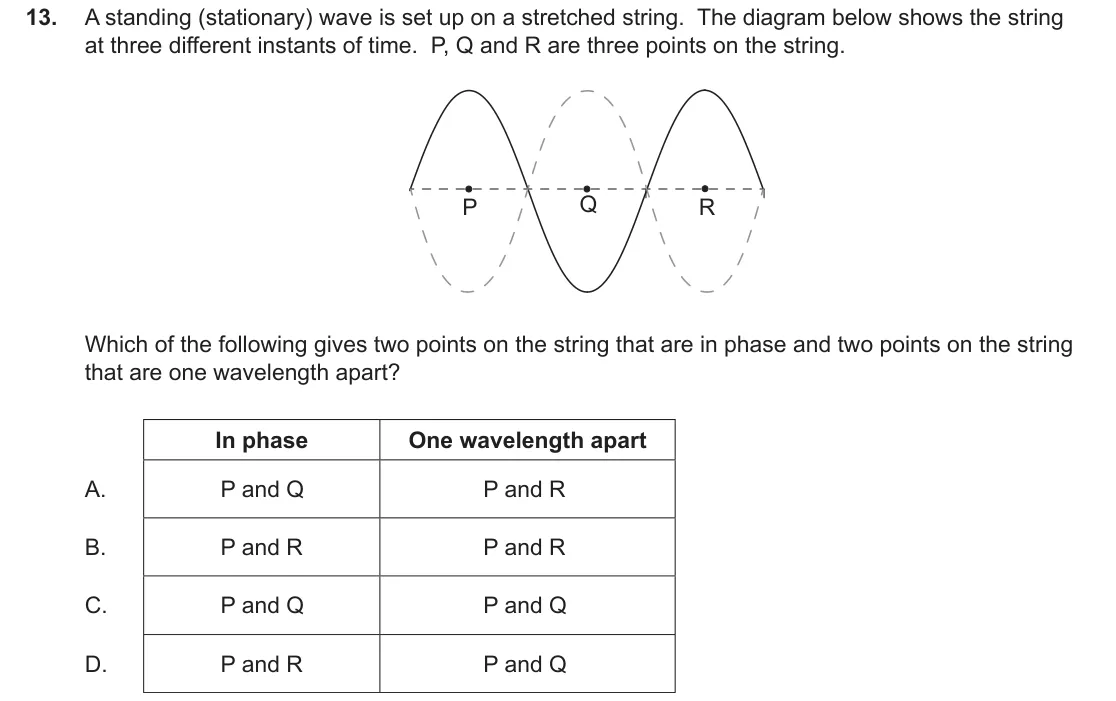 13. A standing (stationary) wave is set up on a stretched string. The diagram below shows the string
at three different instants of time. P, Q and R are three points on the string.
P Q R
Which of the following gives two points on the string that are in phase and two points on the string
that are one wavelength apart?
In phase One wavelength apart
A. P and Q P and R
B. P and R P and R
C. P and Q P and Q
D. P and R P and Q